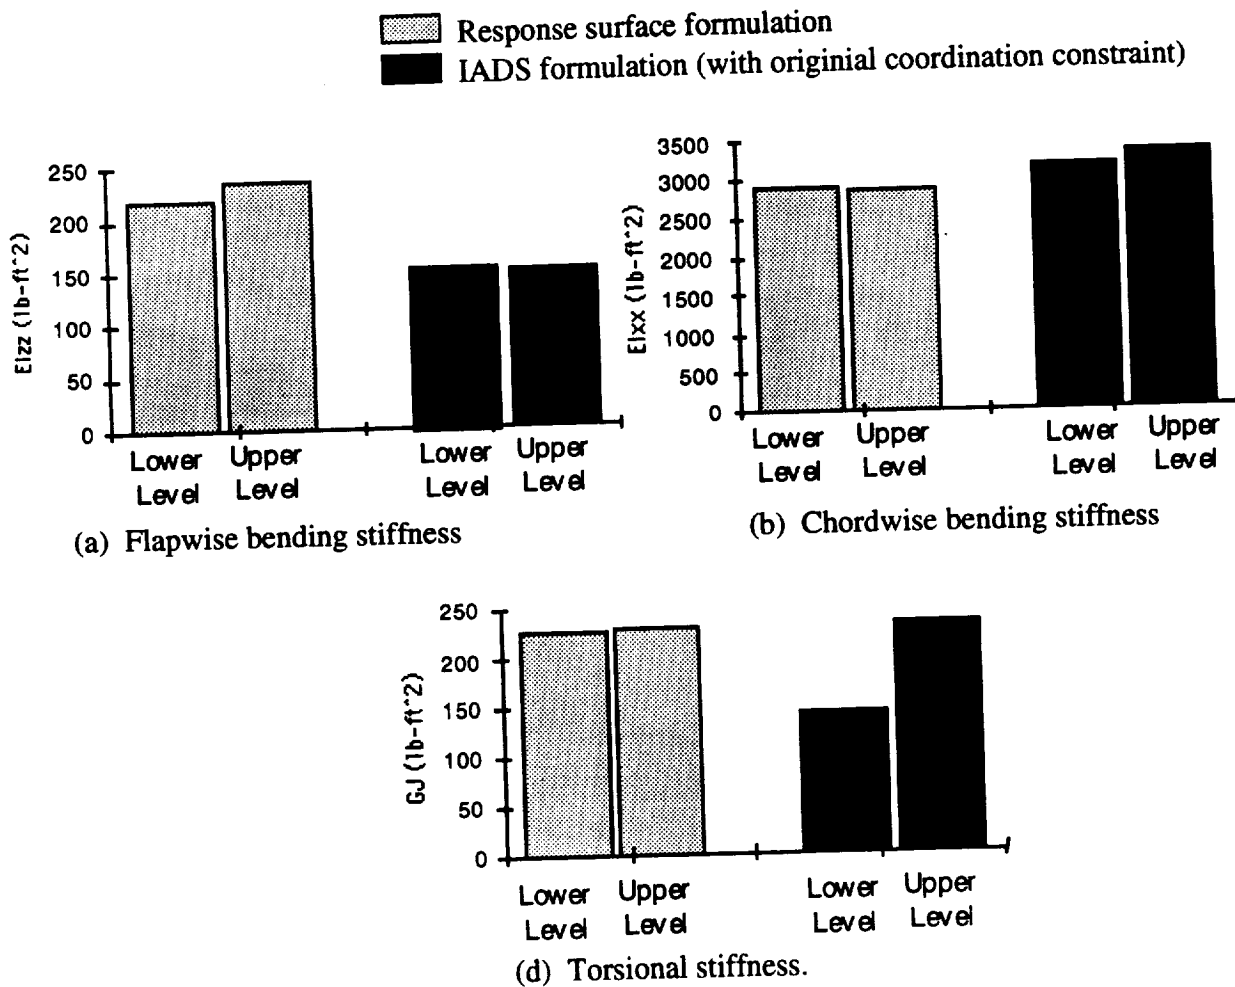 Response surface formulation
IADS formulation (with originial coordination constraint)
250
200
150
100
50
0
EIzz (lb-ft^2)
Lower Level
Upper Level
Lower Level
Upper Level
(a) Flapwise bending stiffness
3500
3000
2500
2000
1500
1000
500
0
EIxx (lb-ft^2)
Lower Level
Upper Level
Lower Level
Upper Level
(b) Chordwise bending stiffness
250
200
150
100
50
0
GJ (lb-ft^2)
Lower Level
Upper Level
Lower Level
Upper Level
(d) Torsional stiffness.